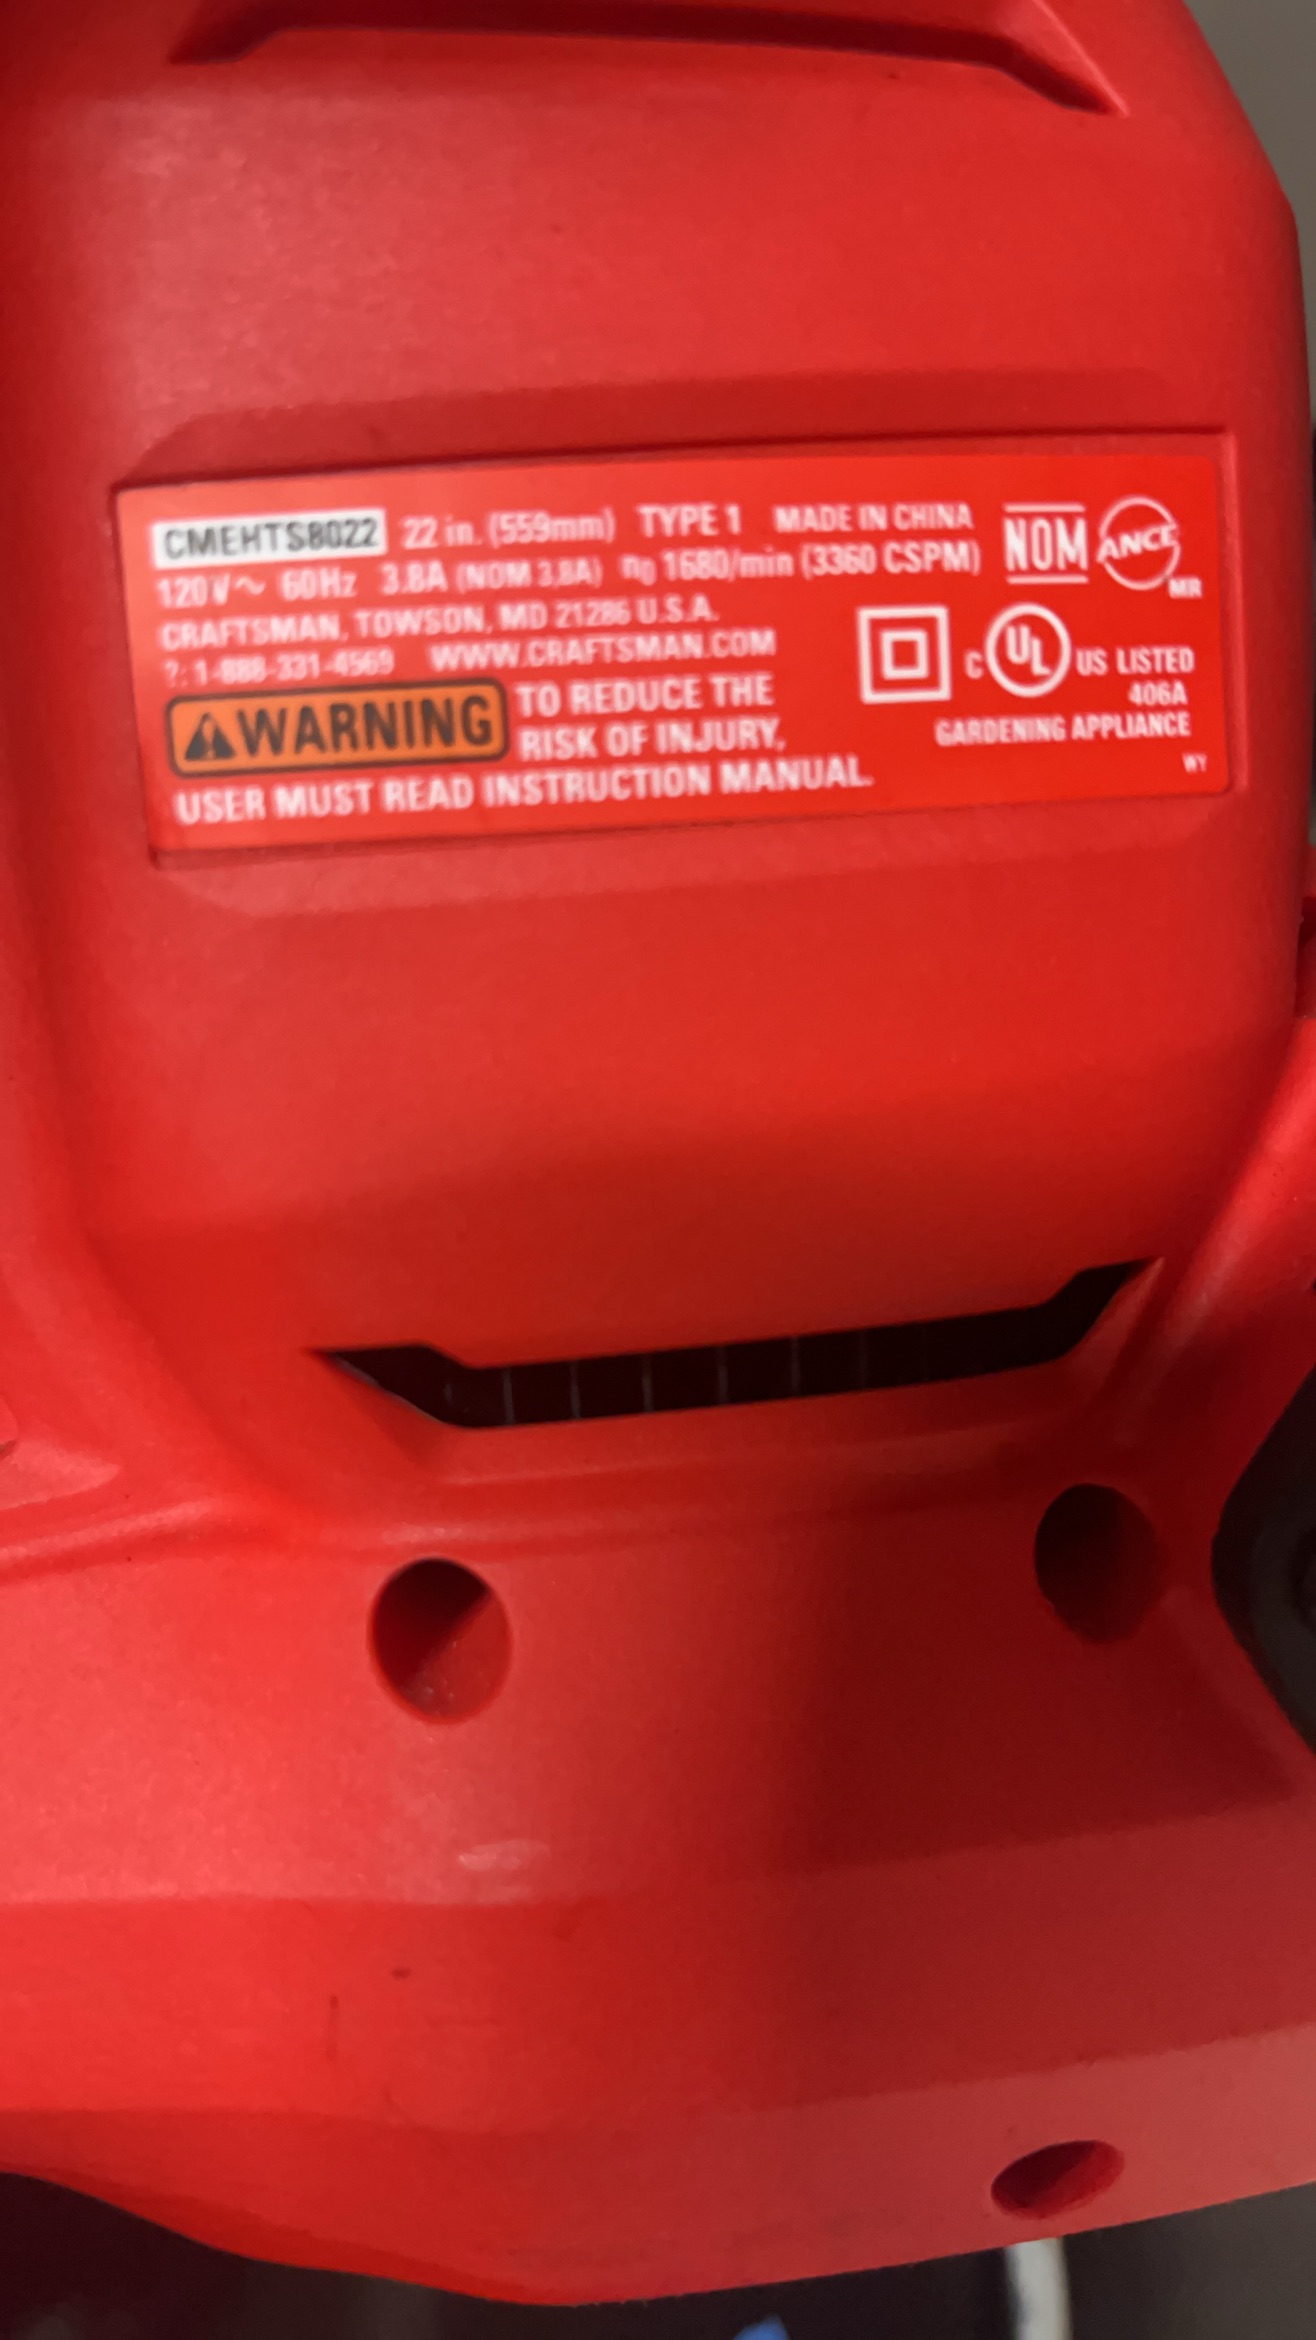 CMEHTS8022 22 in. (559mm) TYPE 1 MADE IN CHINA
120V~ 60Hz 3.8A (NOM 3,8A) n₀ 1680/min (3360 CSPM)
CRAFTSMAN, TOWSON, MD 21286 U.S.A.
?: 1-888-331-4569 WWW.CRAFTSMAN.COM
WARNING TO REDUCE THE
RISK OF INJURY,
USER MUST READ INSTRUCTION MANUAL.
NOM ANCE
MR
C UL US LISTED
406A
GARDENING APPLIANCE
WY